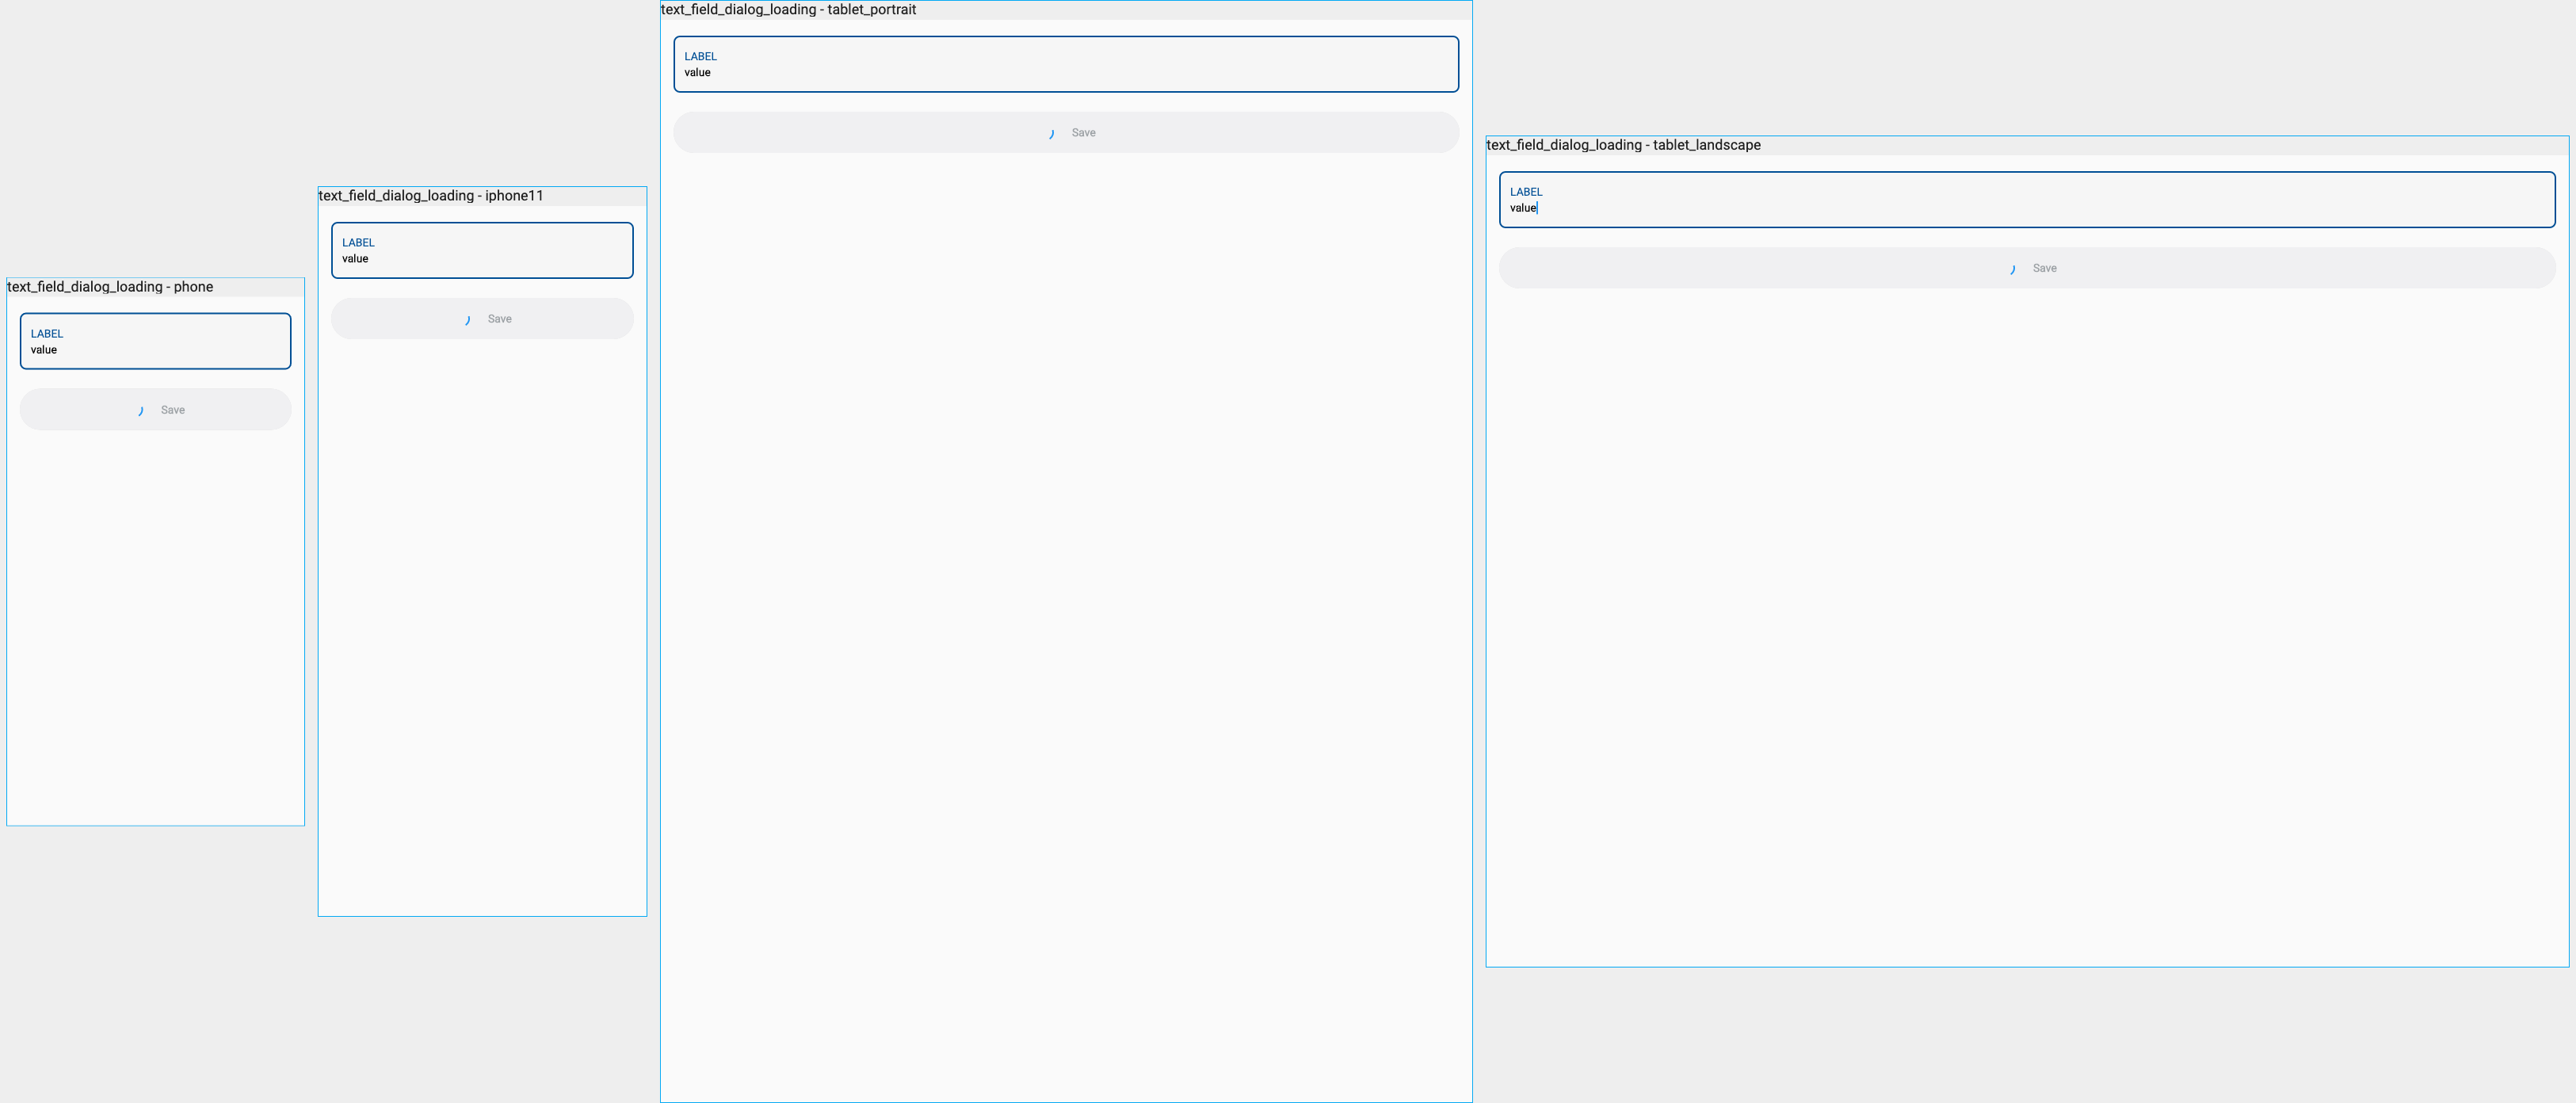 text_field_dialog_loading - phone
LABEL
value
Save
text_field_dialog_loading - iphone11
LABEL
value
Save
text_field_dialog_loading - tablet_portrait
LABEL
value
Save
text_field_dialog_loading - tablet_landscape
LABEL
value
Save